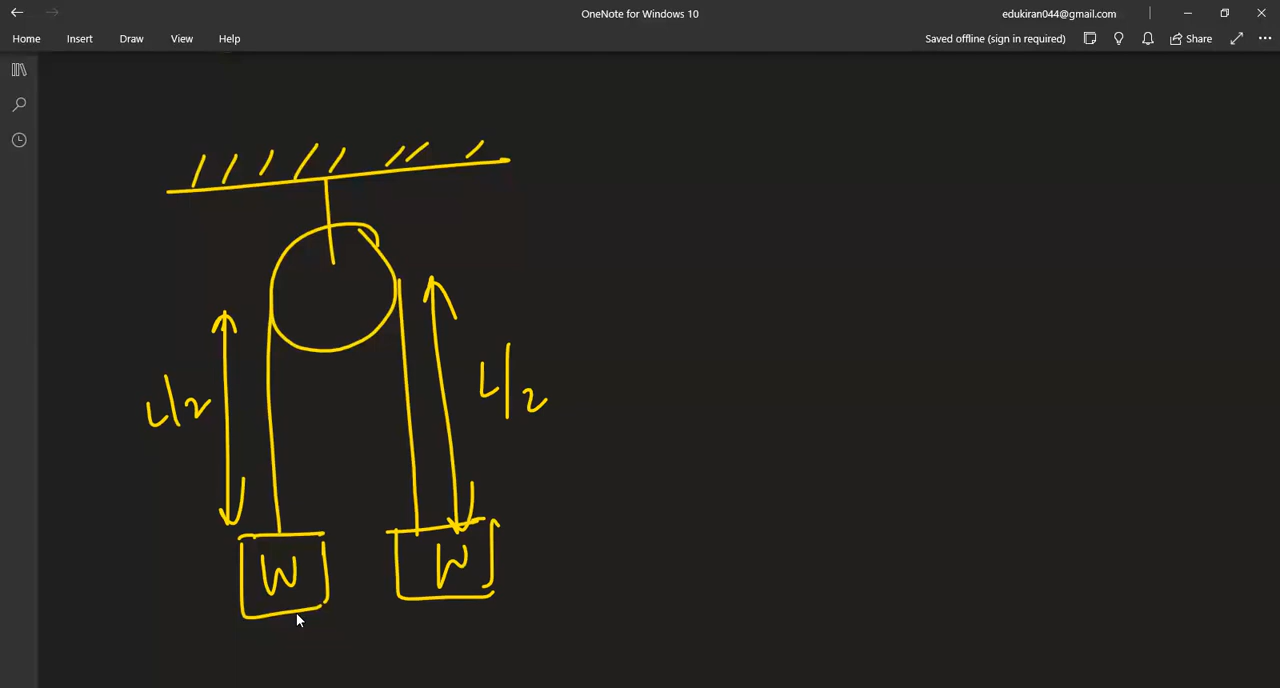 OneNote for Windows 10
edukiran044@gmail.com
Home Insert Draw View Help
Saved offline (sign in required)
Share
L/2
L/2
W
W